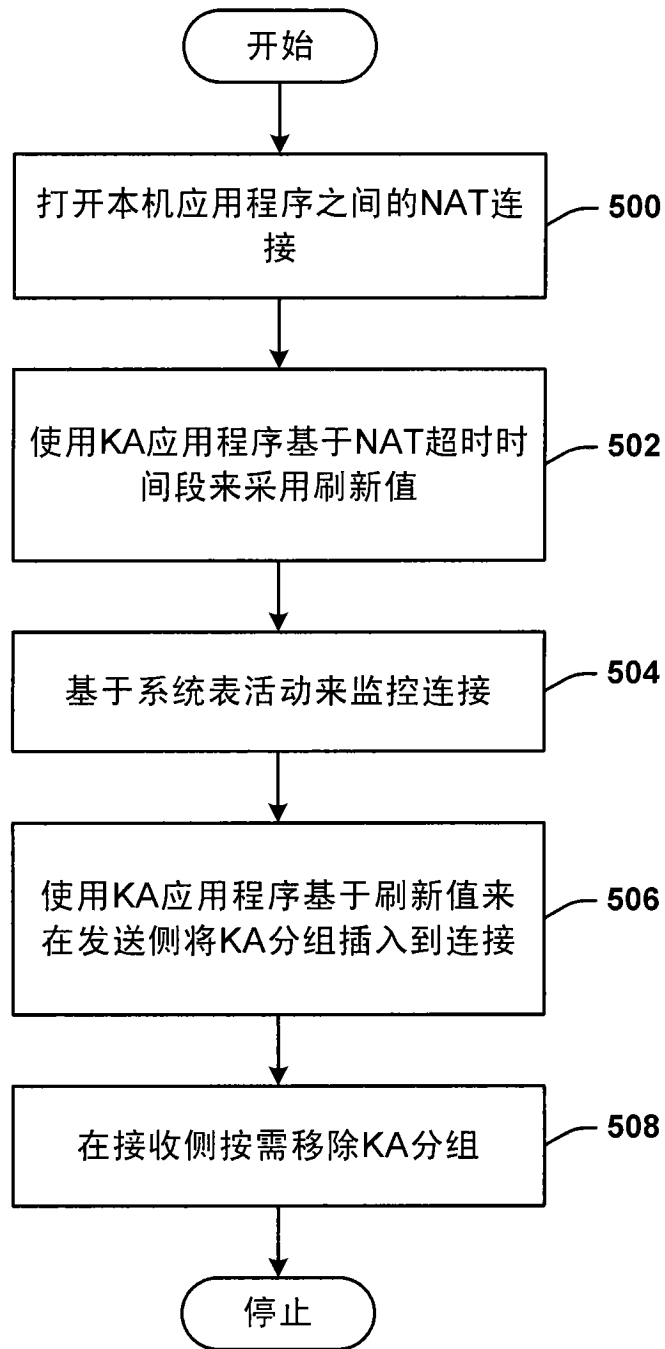 开始
打开本机应用程序之间的NAT连
接
500
使用KA应用程序基于NAT超时时
间段来采用刷新值
502
基于系统表活动来监控连接
504
使用KA应用程序基于刷新值来
在发送侧将KA分组插入到连接
506
在接收侧按需移除KA分组
508
停止